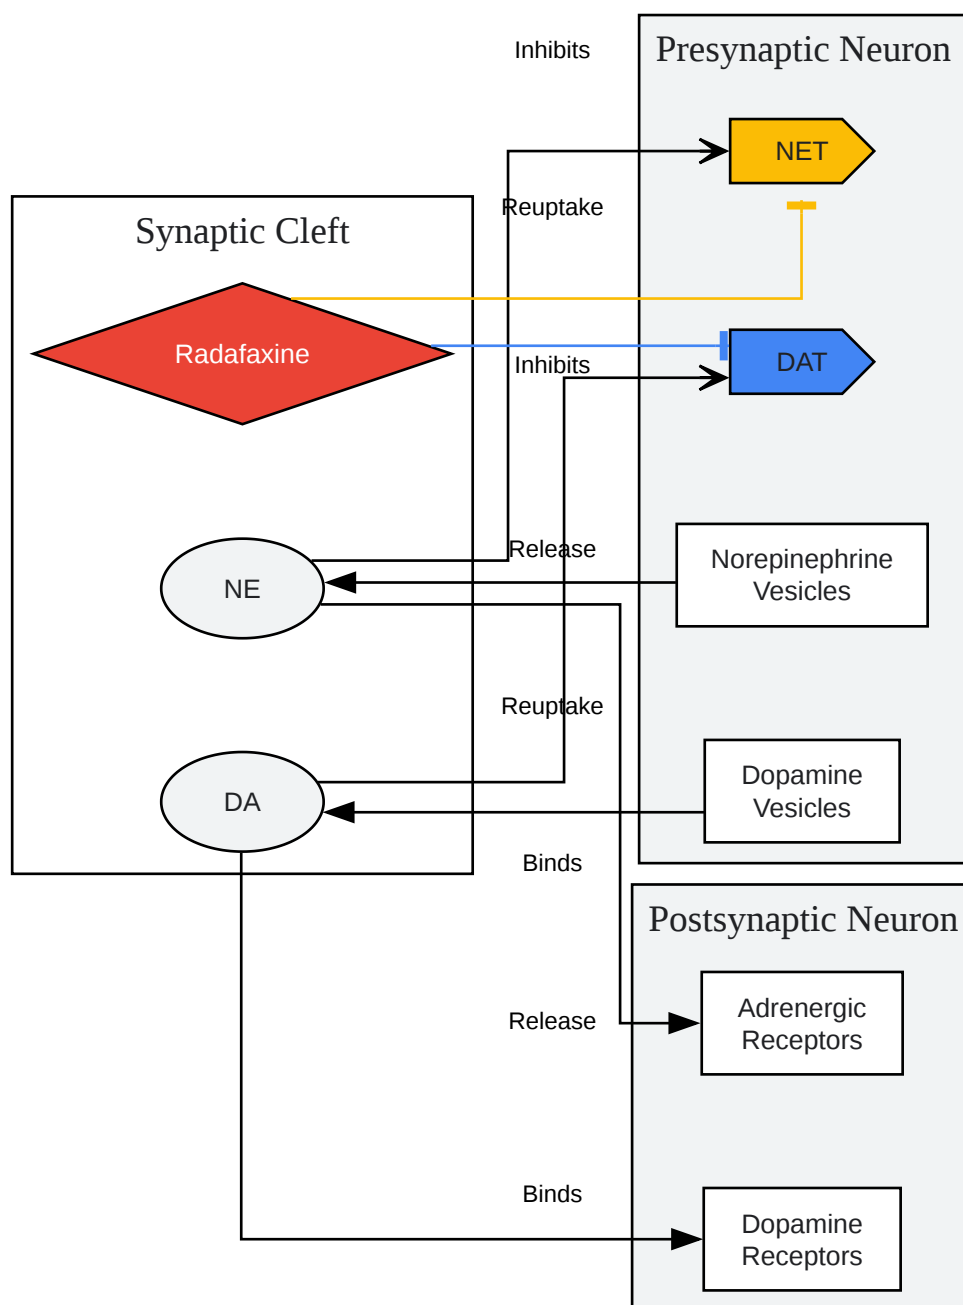 Inhibits
Presynaptic Neuron
NET
Reuptake
Synaptic Cleft
Radafaxine
Inhibits
DAT
Release
Norepinephrine
Vesicles
NE
Reuptake
Dopamine
Vesicles
DA
Binds
Postsynaptic Neuron
Adrenergic
Receptors
Release
Binds
Dopamine
Receptors